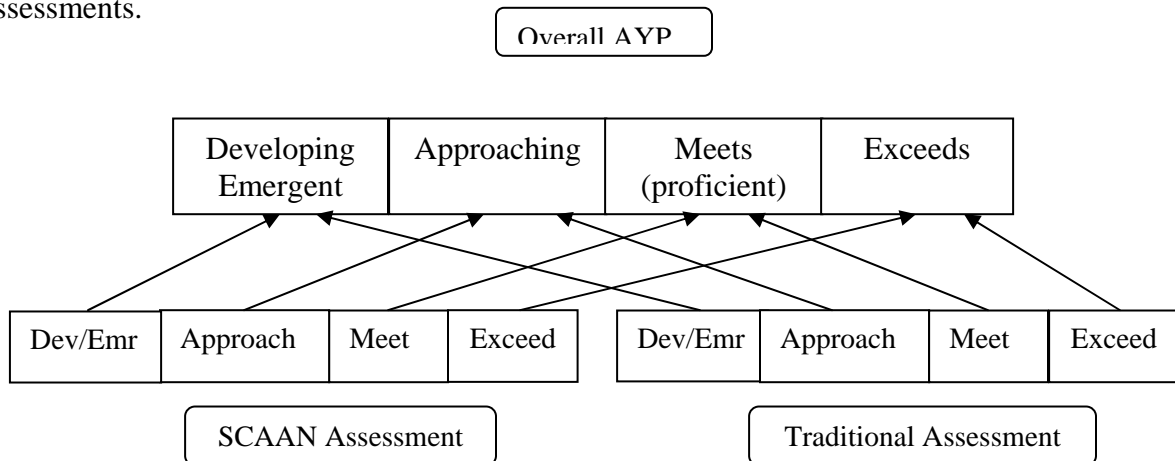 ssessments.
Overall AYP
Developing Emergent
Approaching
Meets (proficient)
Exceeds
Dev/Emr
Approach
Meet
Exceed
Dev/Emr
Approach
Meet
Exceed
SCAAN Assessment
Traditional Assessment